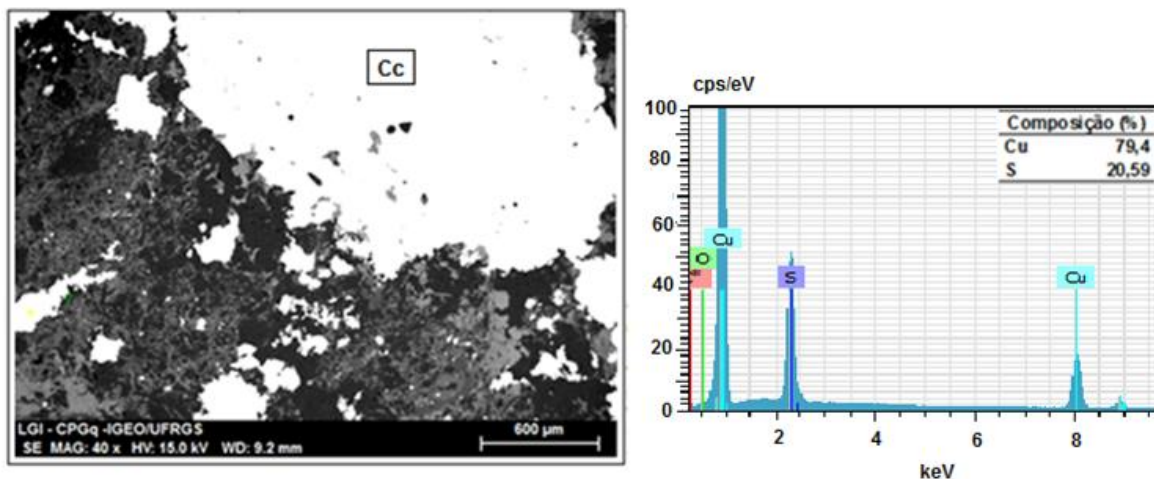 Cc
LGI - CPGq -IGEO/UFRGS
SE MAG: 40 x HV: 15.0 kV WD: 9.2 mm
600 µm
cps/eV
Composição (%)
Cu 79,4
S 20,59
100
80
60
40
20
0
O
Cu
S
Cu
2 4 6 8
keV